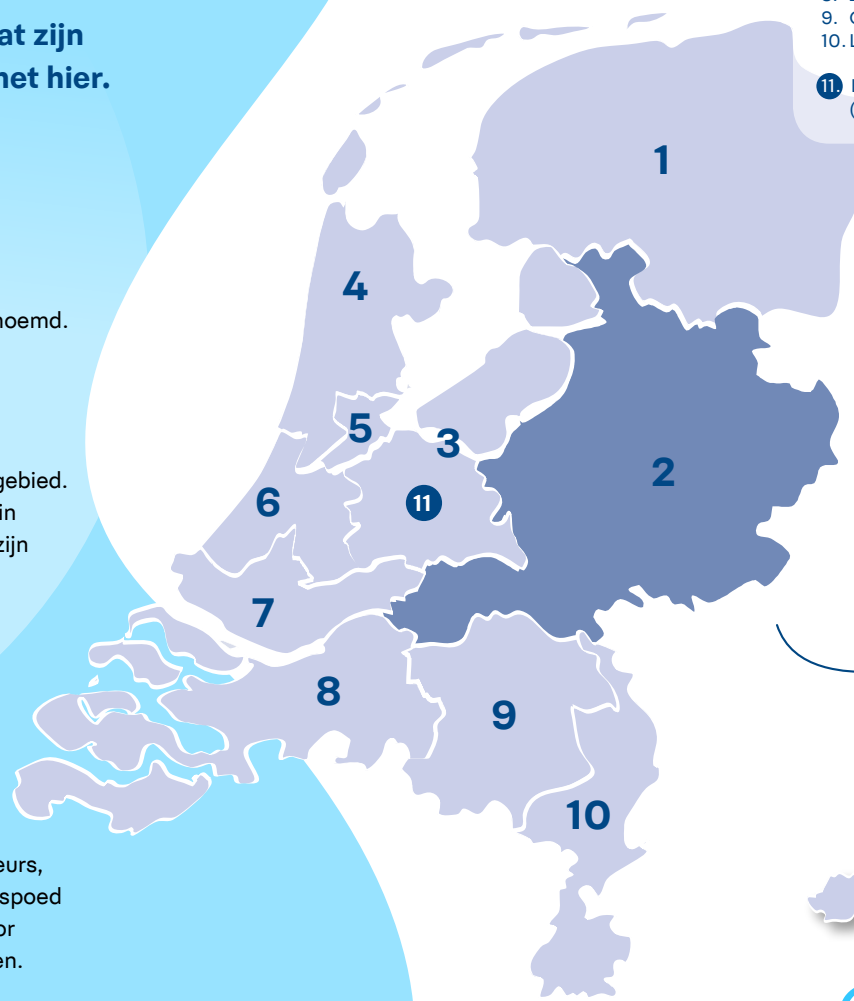 at zijn
net hier.
9.
10. L
11.
1
4
noemd.
5
3
2
gebied.
6
11
in
zijn
7
8
9
10
eurs,
spoed
or
en.